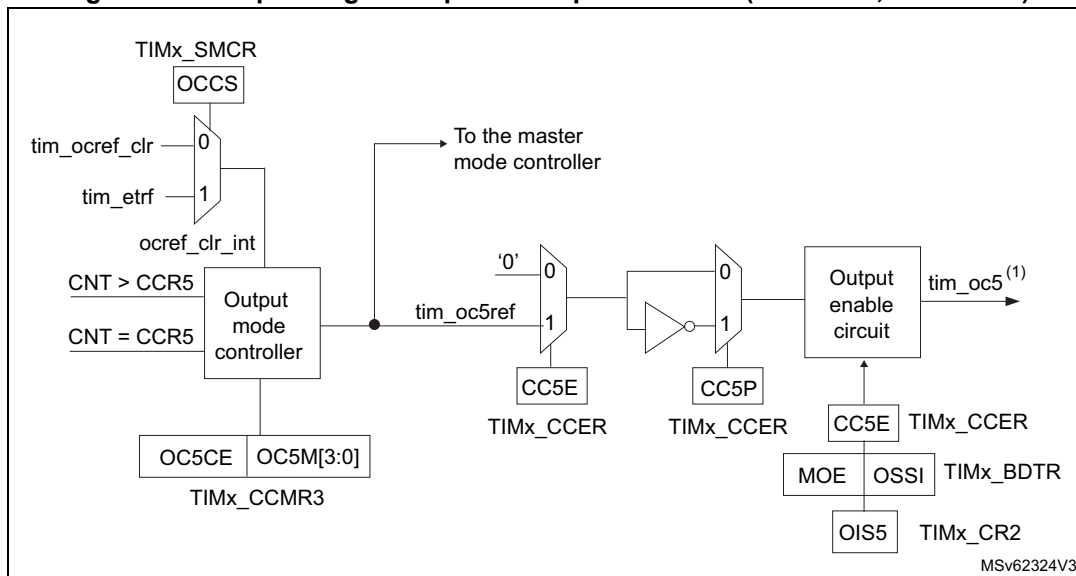 TIMx_SMCR
OCCS
tim_ocref_clr
0
tim_etrf
1
ocref_clr_int
To the master
mode controller
CNT > CCR5
CNT = CCR5
Output
mode
controller
tim_oc5ref
‘0’
0
1
0
1
Output
enable
circuit
tim_oc5 (1)
CC5E
TIMx_CCER
CC5P
TIMx_CCER
CC5E
TIMx_CCER
MOE
OSSI
TIMx_BDTR
OIS5
TIMx_CR2
OC5CE
OC5M[3:0]
TIMx_CCMR3
MSv62324V3